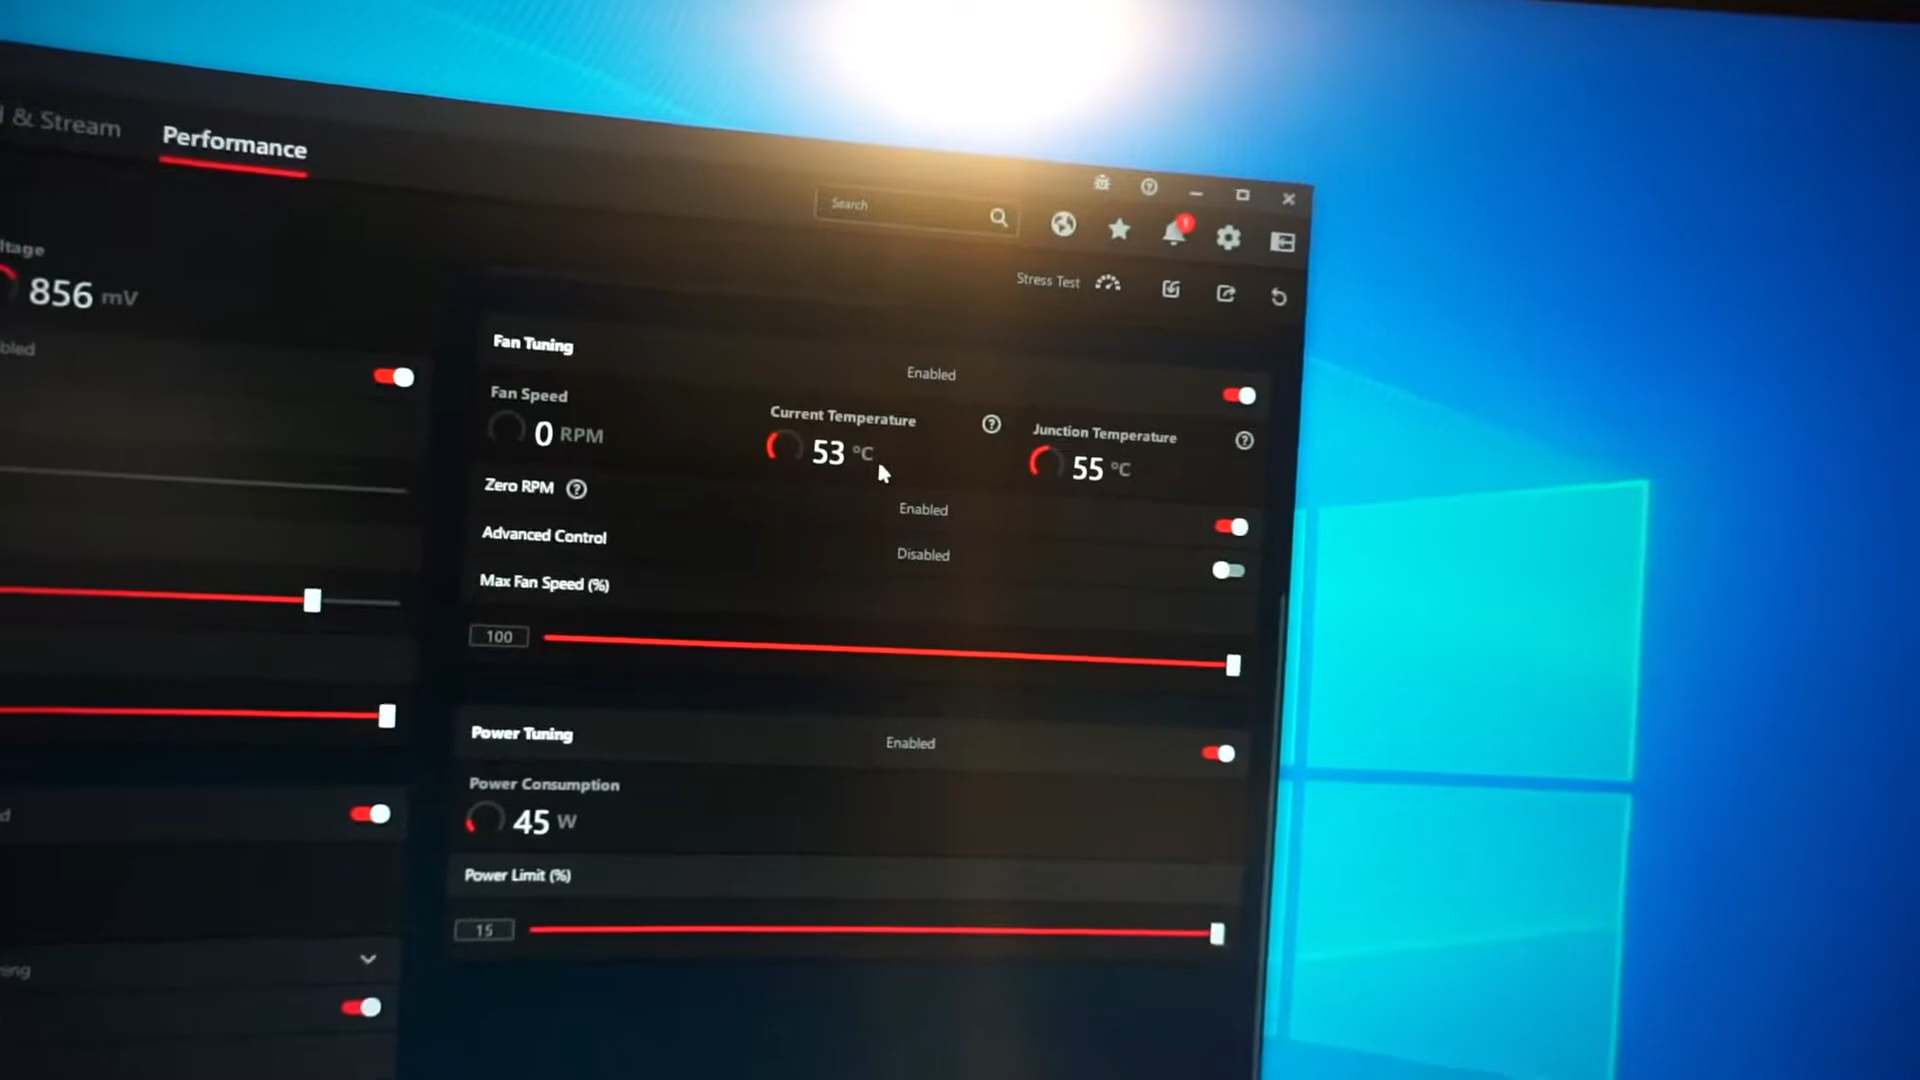 & Stream
Performance
Search
ltage
856 mV
Stress Test
bled
Fan Tuning
Enabled
Fan Speed
0 RPM
Current Temperature
53 °C
Junction Temperature
55 °C
Zero RPM
Enabled
Advanced Control
Disabled
Max Fan Speed (%)
100
Power Tuning
Enabled
Power Consumption
45 W
Power Limit (%)
15